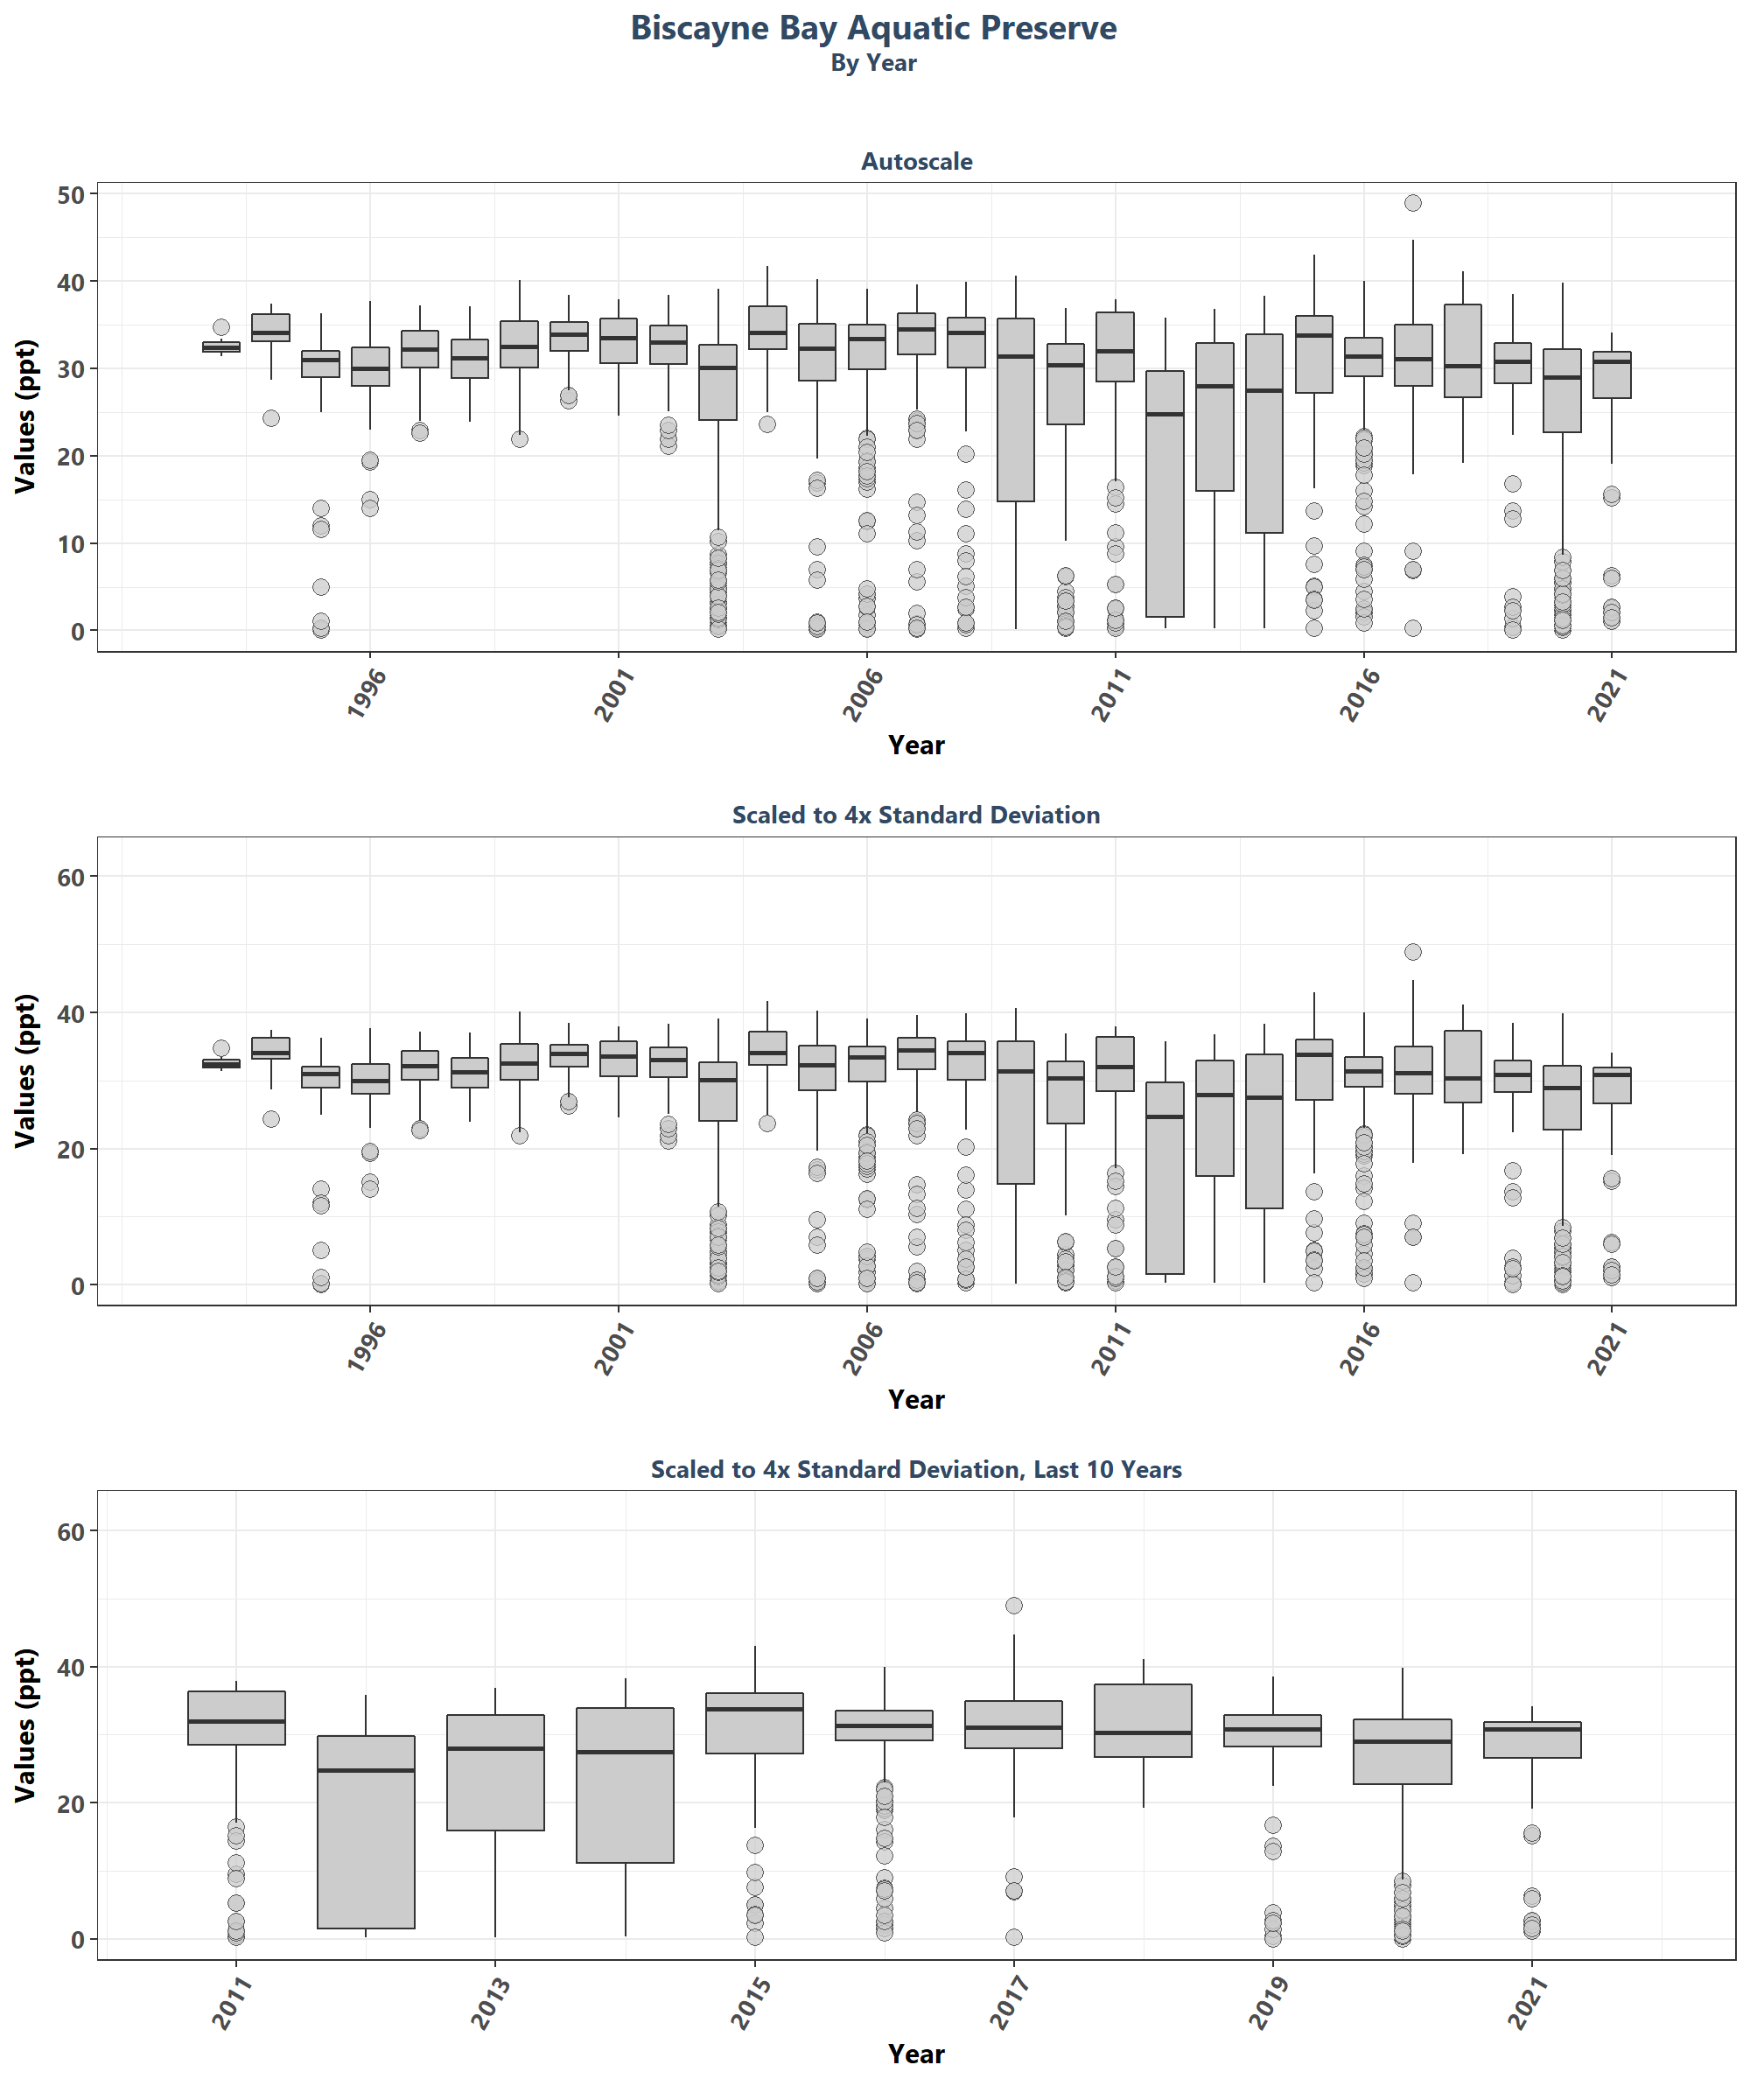 Biscayne Bay Aquatic Preserve
By Year
Autoscale
Values (ppt)
50
40
30
20
10
0
1996 2001 2006 2011 2016 2021
Year
Scaled to 4x Standard Deviation
Values (ppt)
60
40
20
0
1996 2001 2006 2011 2016 2021
Year
Scaled to 4x Standard Deviation, Last 10 Years
Values (ppt)
60
40
20
0
2011 2013 2015 2017 2019 2021
Year